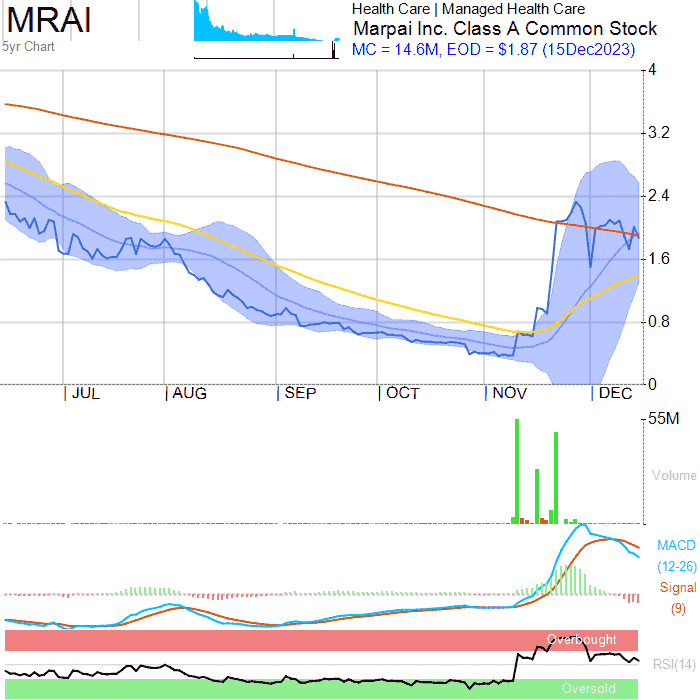 MRAI
5yr Chart
Health Care | Managed Health Care
Marpai Inc. Class A Common Stock
MC = 14.6M, EOD = $1.87 (15Dec2023)
4
3.2
2.4
1.6
0.8
0
JUL AUG SEP OCT NOV DEC
55M
Volume
MACD
(12-26)
Signal
(9)
Overbought
RSI(14)
Oversold